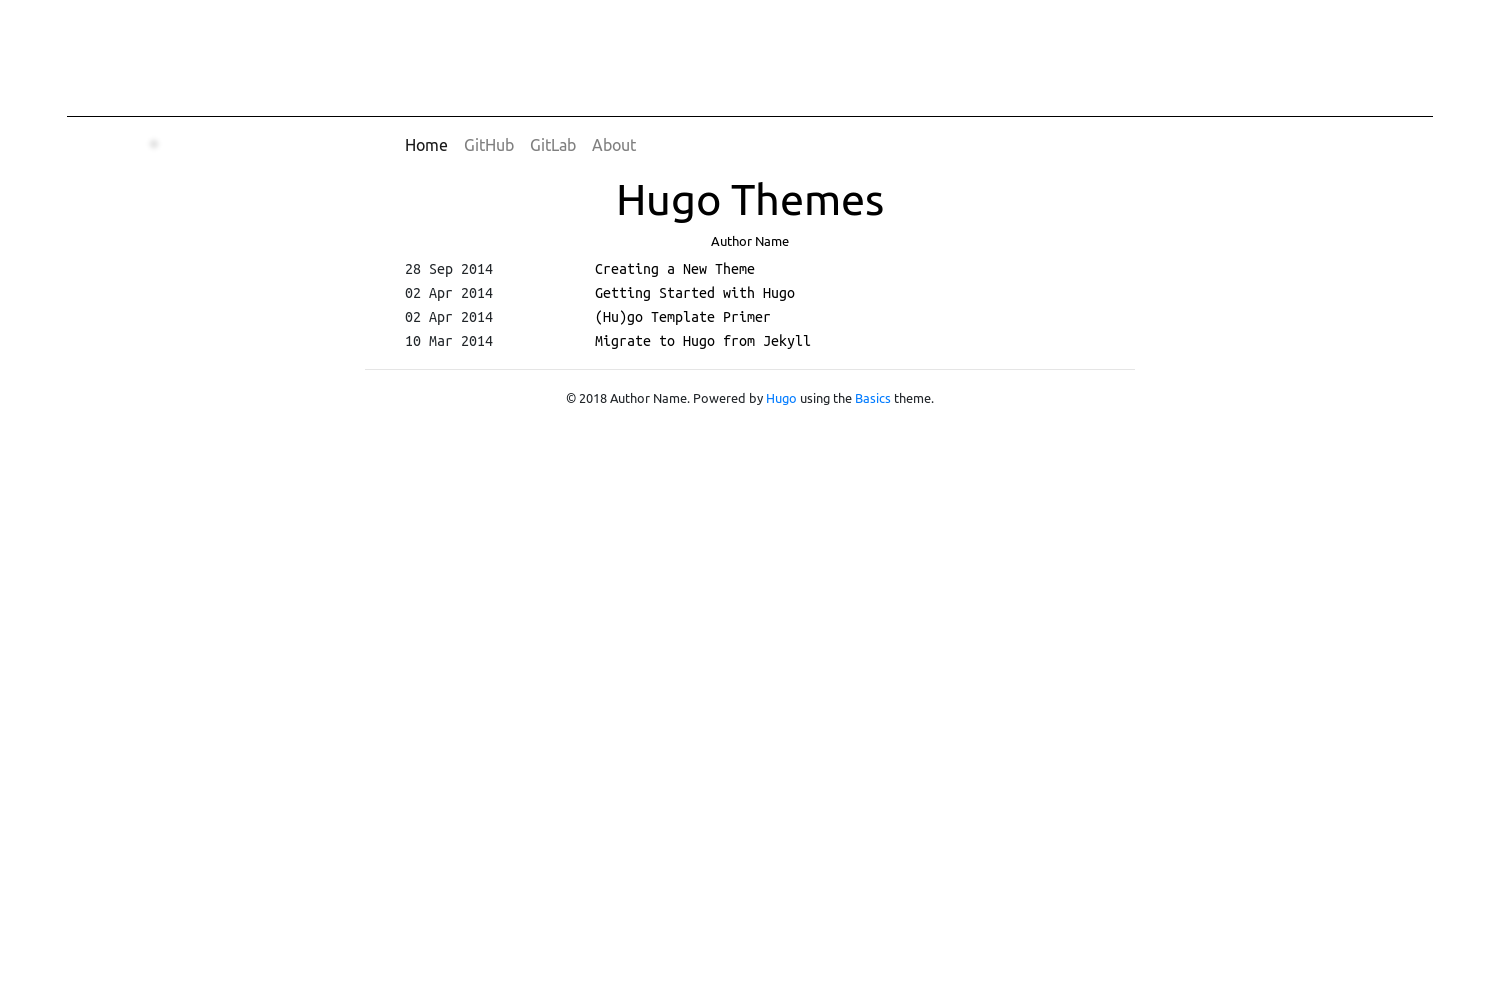 Home GitHub GitLab About
Hugo Themes
Author Name
28 Sep 2014 Creating a New Theme
02 Apr 2014 Getting Started with Hugo
02 Apr 2014 (Hu)go Template Primer
10 Mar 2014 Migrate to Hugo from Jekyll
© 2018 Author Name. Powered by Hugo using the Basics theme.